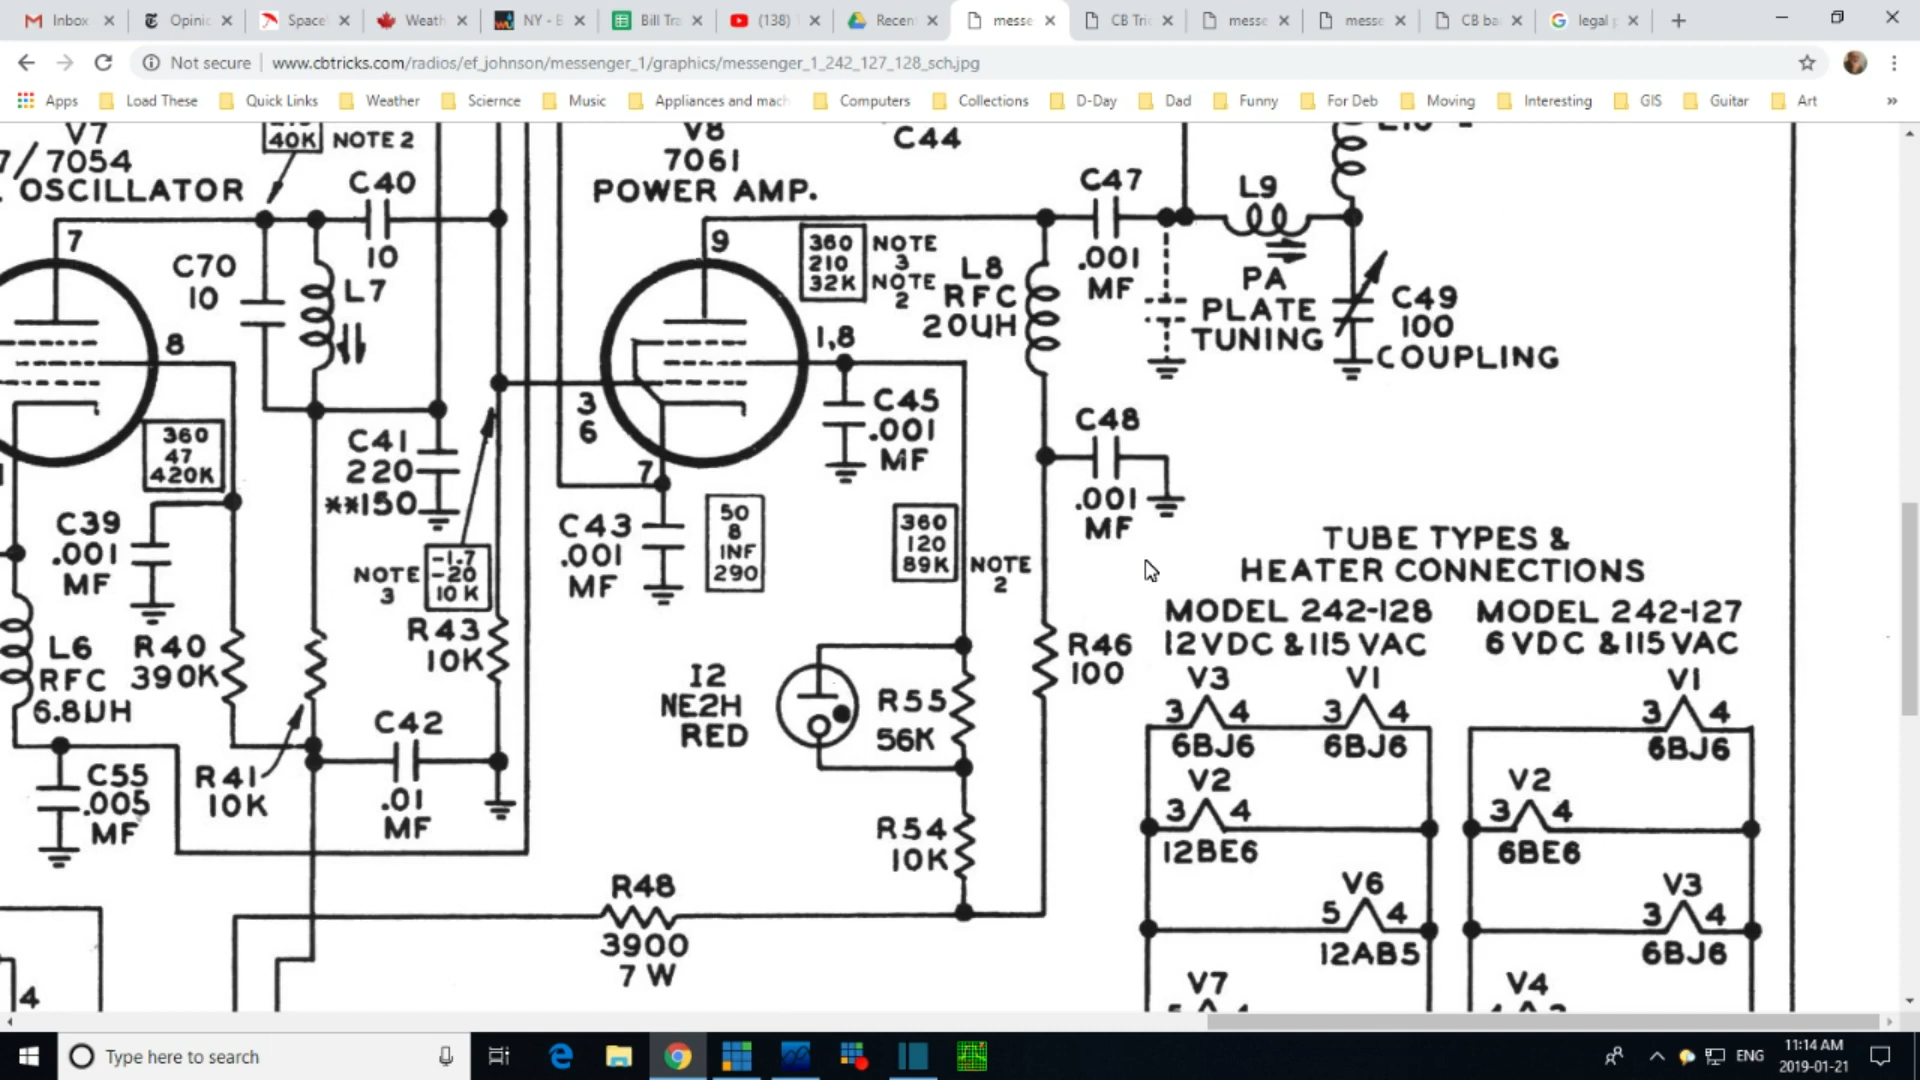 Inbox
Opinic
Space
Weath
NY - B
Bill Tra
(138)
Recen
messe
CB Tric
messe
messe
CB ba
legal p
Not secure
www.cbtricks.com/radios/ef_johnson/messenger_1/graphics/messenger_1_242_127_128_sch.jpg
Apps
Load These
Quick Links
Weather
Sciernce
Music
Appliances and mach
Computers
Collections
D-Day
Dad
Funny
For Deb
Moving
Interesting
GIS
Guitar
Art
V7
7/7054
OSCILLATOR
40K
NOTE 2
C40
10
7
C70
10
L7
8
360
47
420K
C41
220
**150
C39
.001
MF
NOTE
3
-1.7
-20
10 K
R43
10K
L6
RFC
6.8UH
R40
390K
C42
.01
MF
C55
.005
MF
R41
10K
4
V8
7061
POWER AMP.
C44
9
360
210
32K
NOTE
3
NOTE
2
L8
RFC
20UH
1,8
3
6
7
C45
.001
MF
C43
.001
MF
50
8
INF
290
360
120
89K
NOTE
2
C47
.001
MF
L9
PA
PLATE
TUNING
C49
100
COUPLING
C48
.001
MF
I2
NE2H
RED
R55
56K
R46
100
R54
10K
R48
3900
7 W
TUBE TYPES &
HEATER CONNECTIONS
MODEL 242-128
12VDC & 115 VAC
MODEL 242-127
6 VDC & 115 VAC
V3
3 4
6BJ6
V1
3 4
6BJ6
V1
3 4
6BJ6
V2
3 4
12BE6
V2
3 4
6BE6
V6
5 4
12AB5
V3
3 4
6BJ6
V7
V4
Type here to search
ENG
11:14 AM
2019-01-21